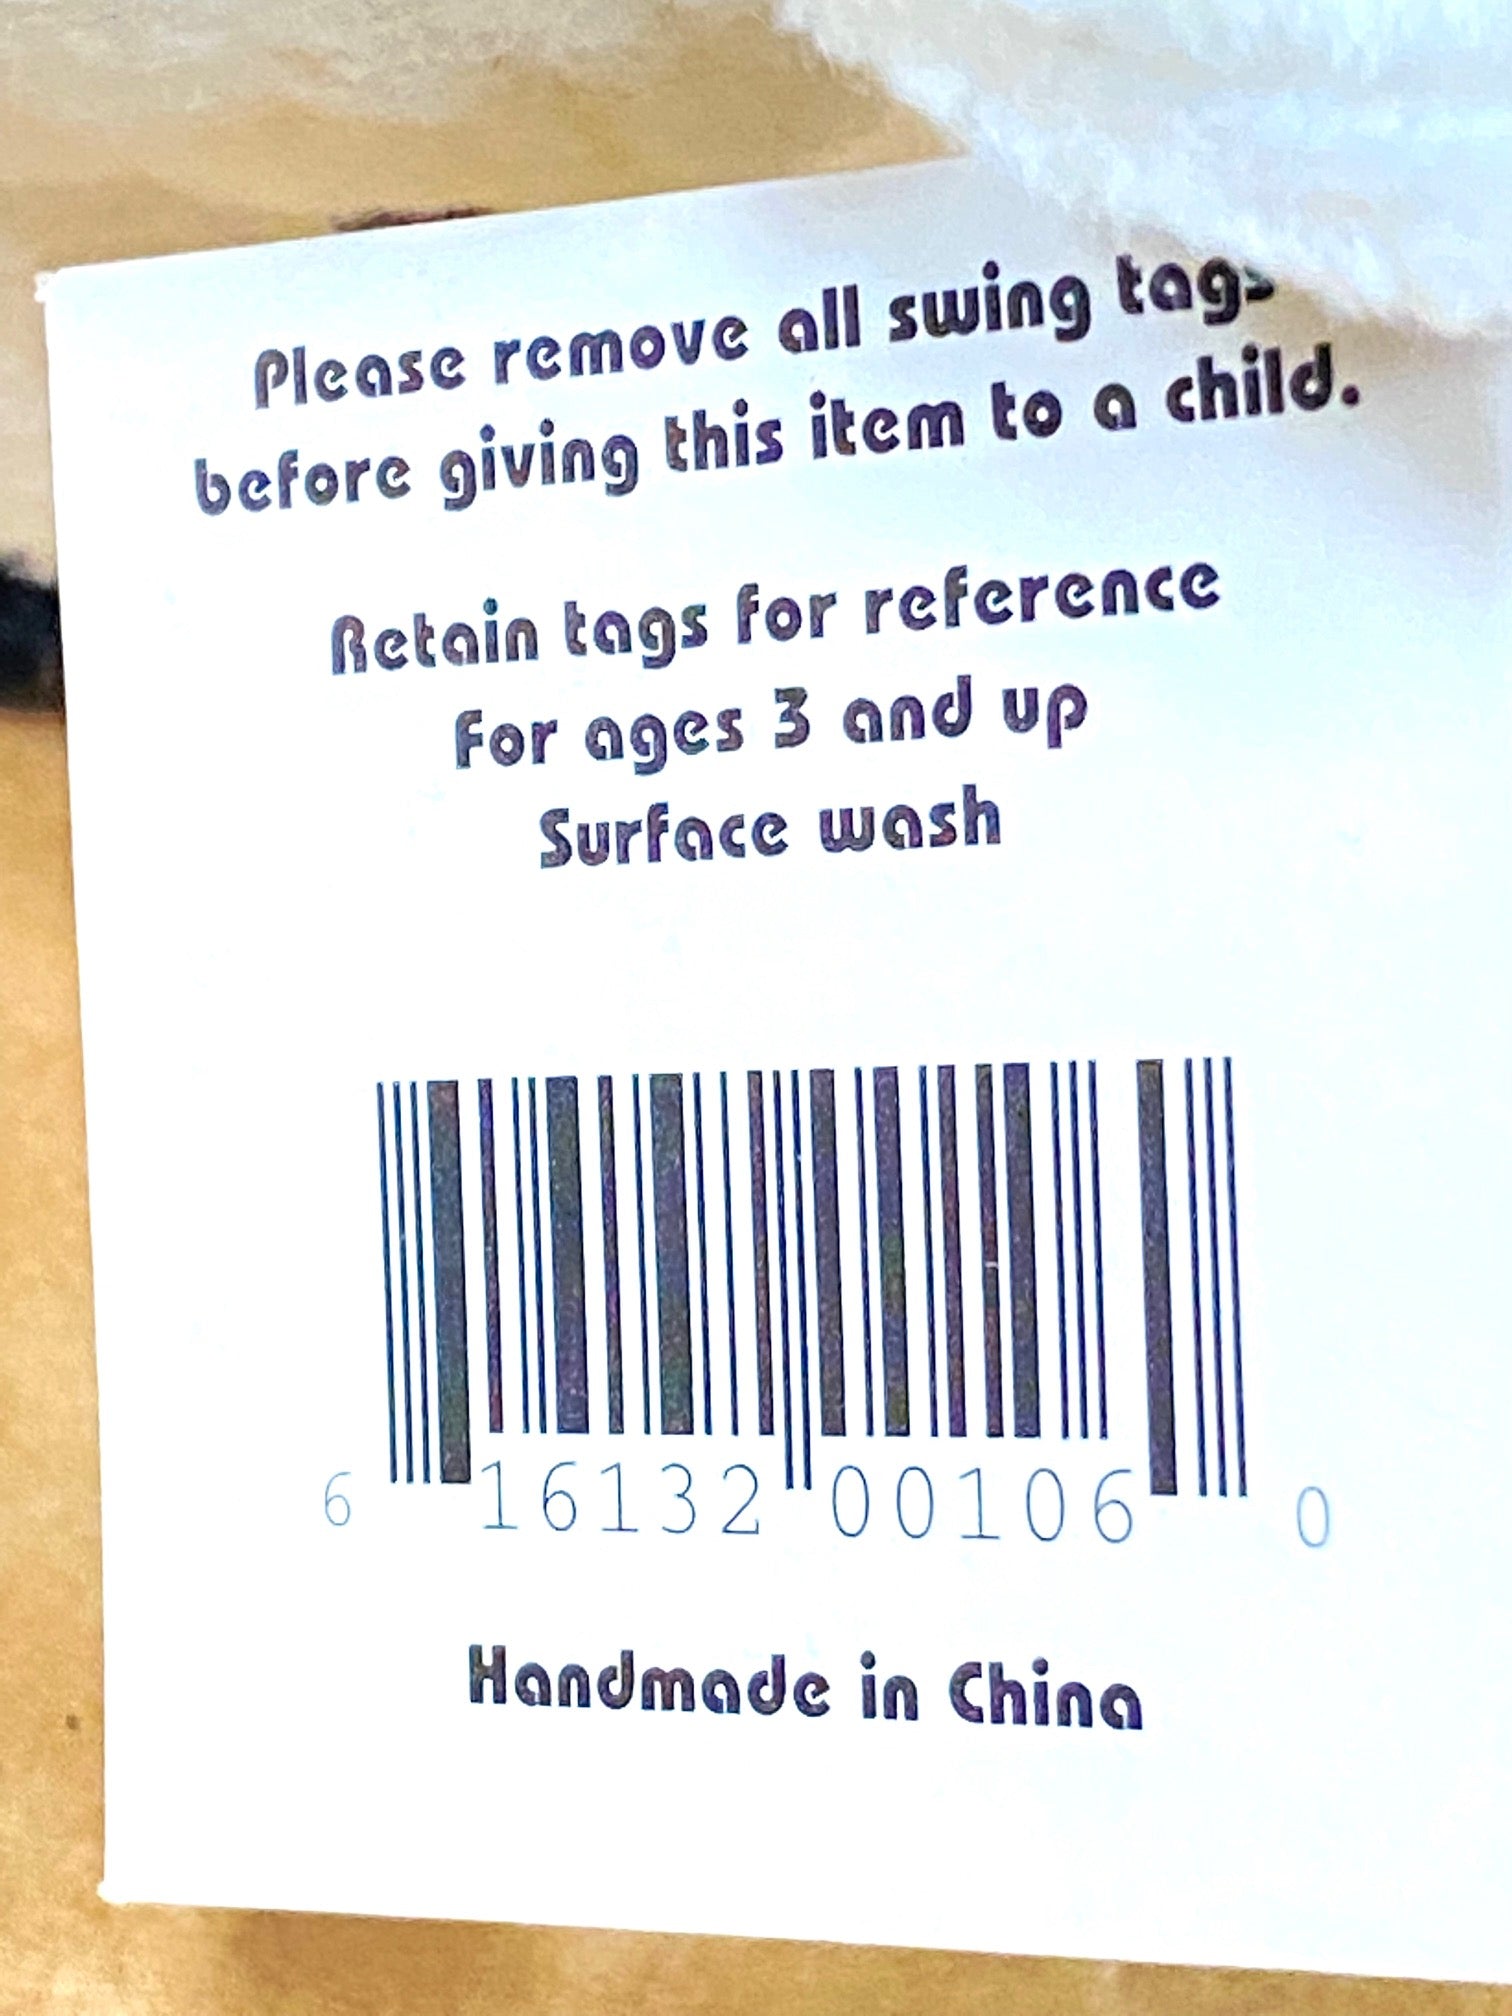 Please remove all swing tags
before giving this item to a child.
Retain tags for reference
For ages 3 and up
Surface wash
6 16132 00106 0
Handmade in China